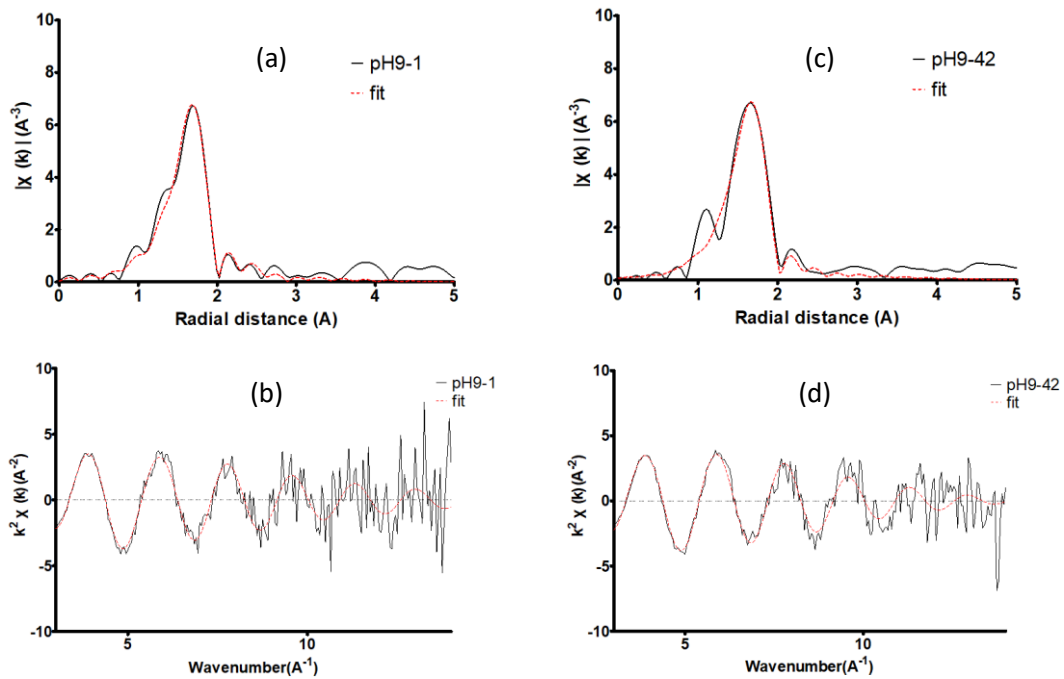 (a)
pH9-1
fit
10
8
6
4
2
0
|χ (k) | (A⁻³)
0 1 2 3 4 5
Radial distance (A)
(c)
pH9-42
fit
10
8
6
4
2
0
|χ (k) | (A⁻³)
0 1 2 3 4 5
Radial distance (A)
(b)
pH9-1
fit
10
5
0
-5
-10
k² χ (k) (A⁻²)
5 10
Wavenumber(A⁻¹)
(d)
pH9-42
fit
10
5
0
-5
-10
k² χ (k) (A⁻²)
5 10
Wavenumber(A⁻¹)